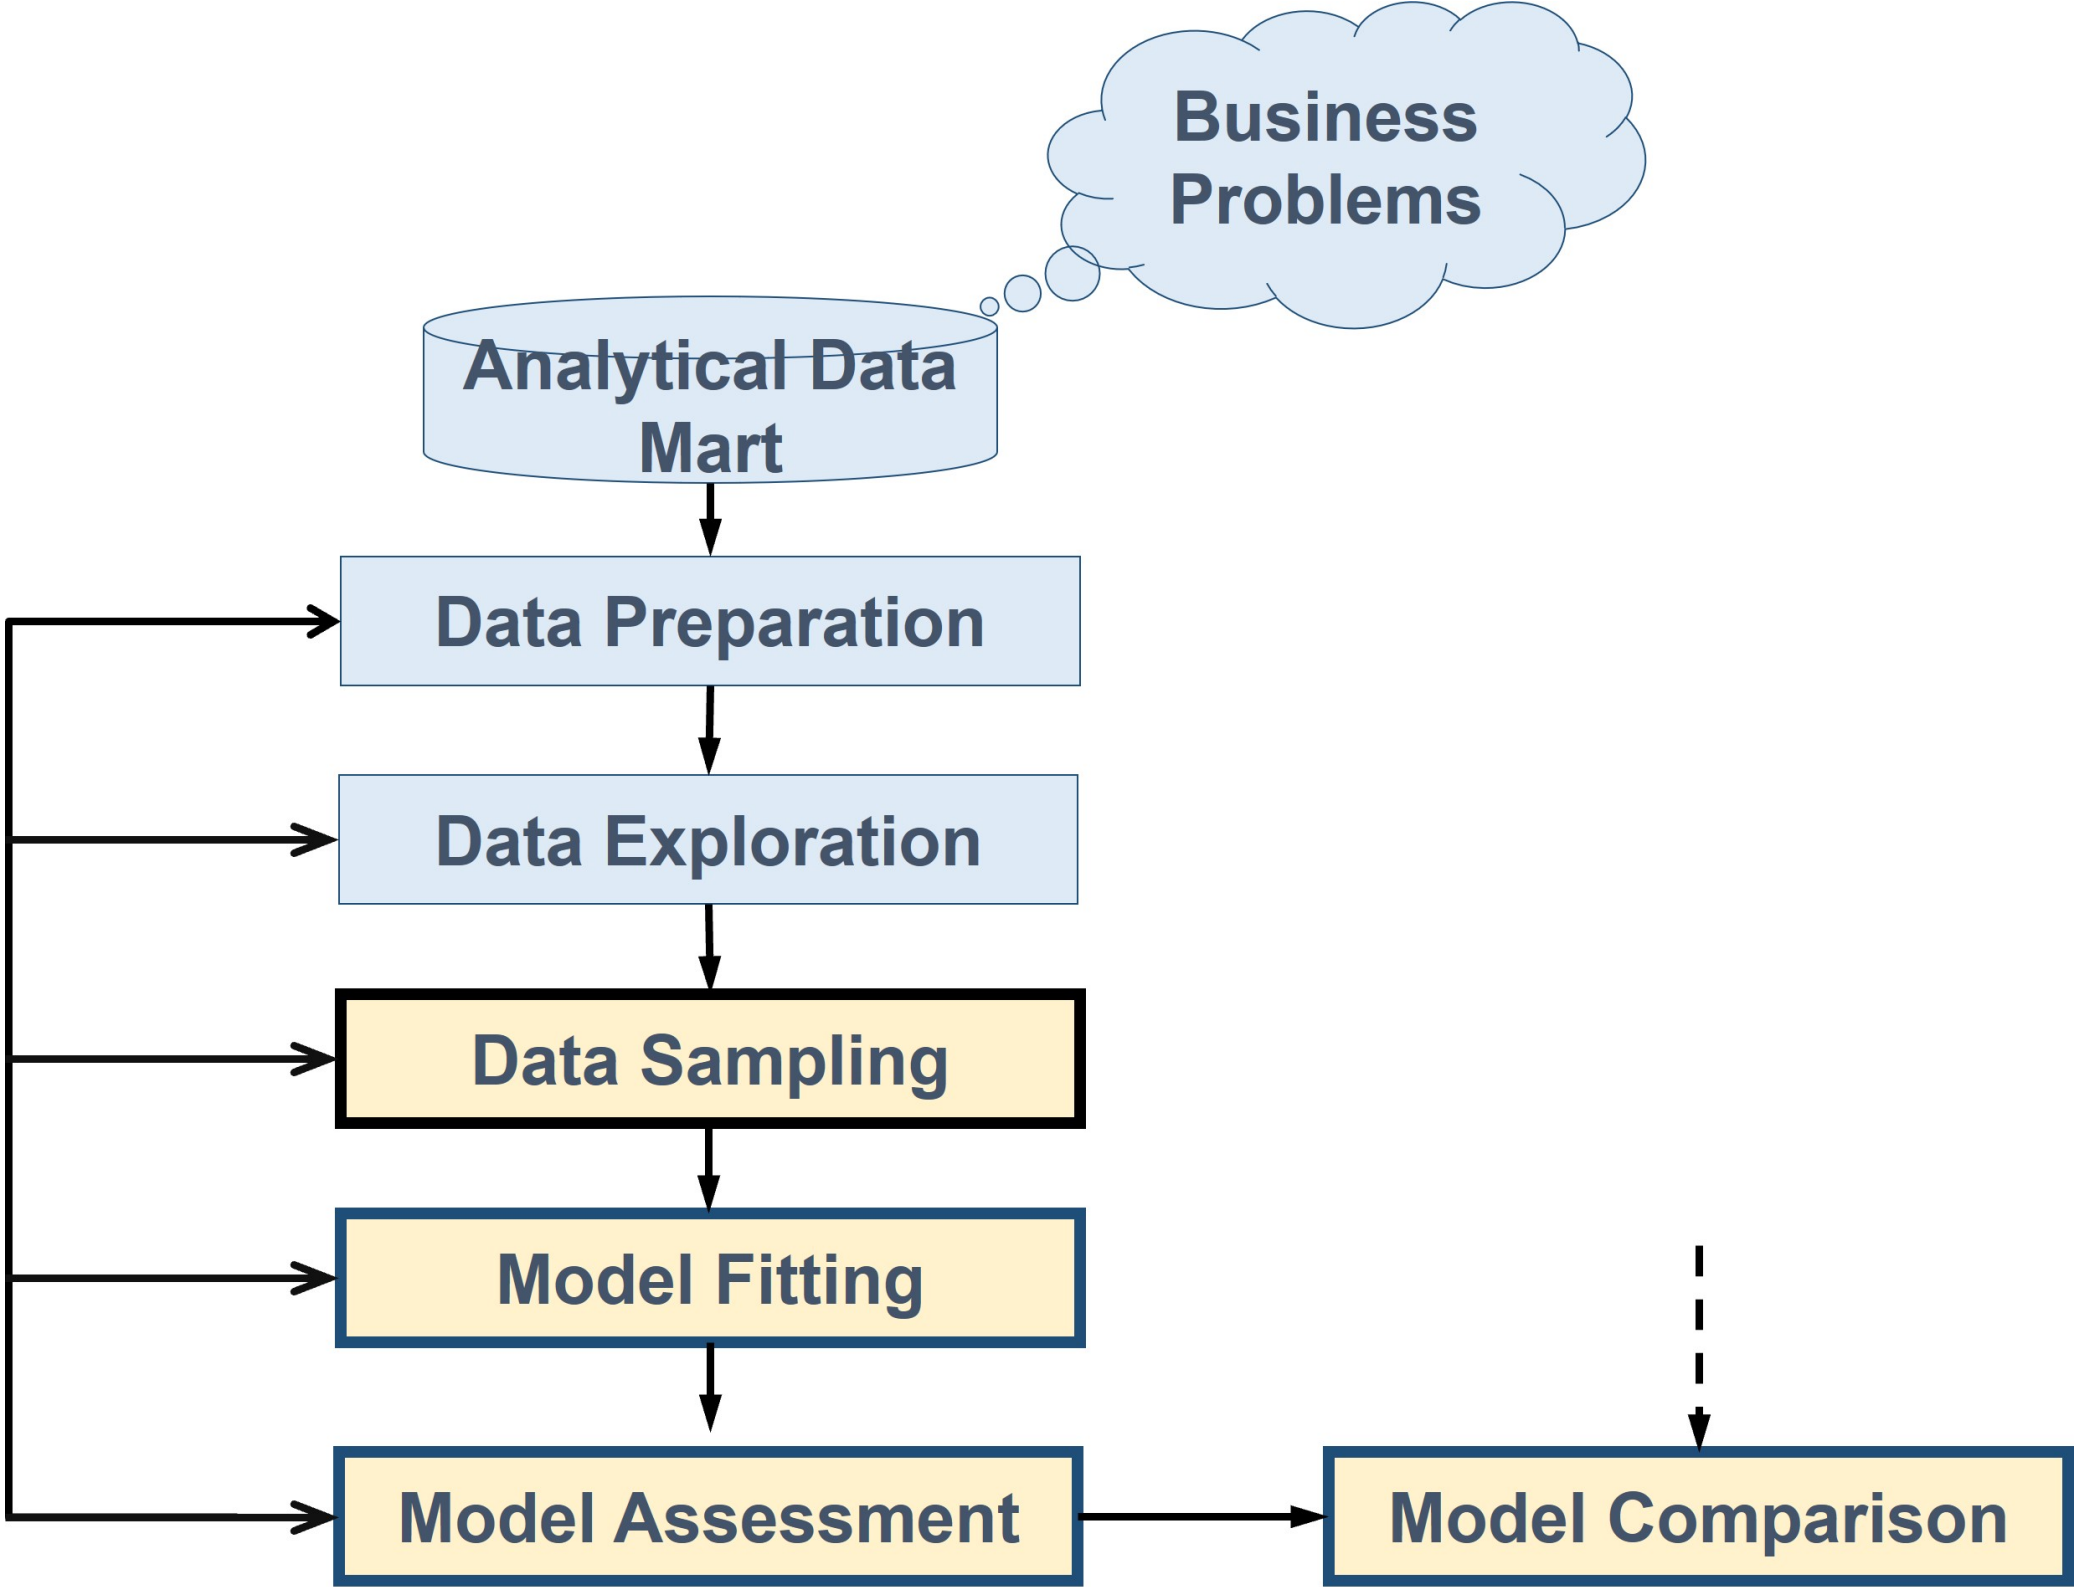 Business
Problems
Analytical Data
Mart
Data Preparation
Data Exploration
Data Sampling
Model Fitting
Model Assessment
Model Comparison